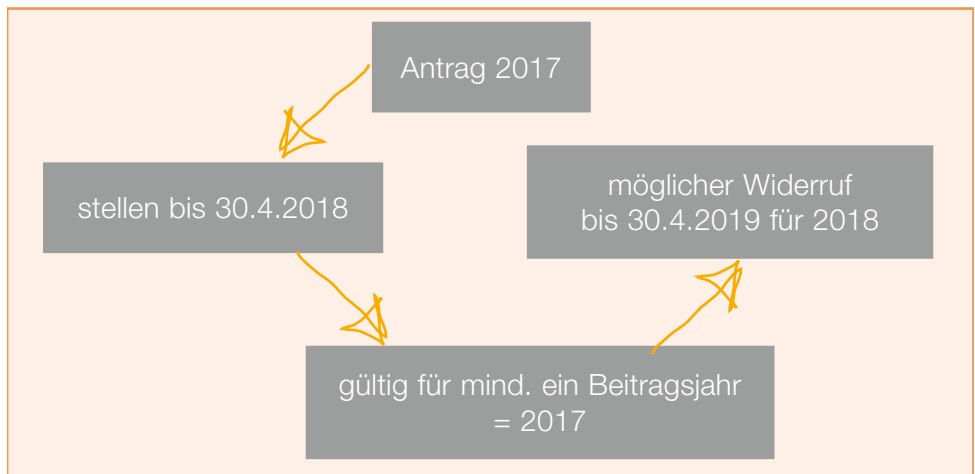 Antrag 2017
stellen bis 30.4.2018
gültig für mind. ein Beitragsjahr
= 2017
möglicher Widerruf
bis 30.4.2019 für 2018